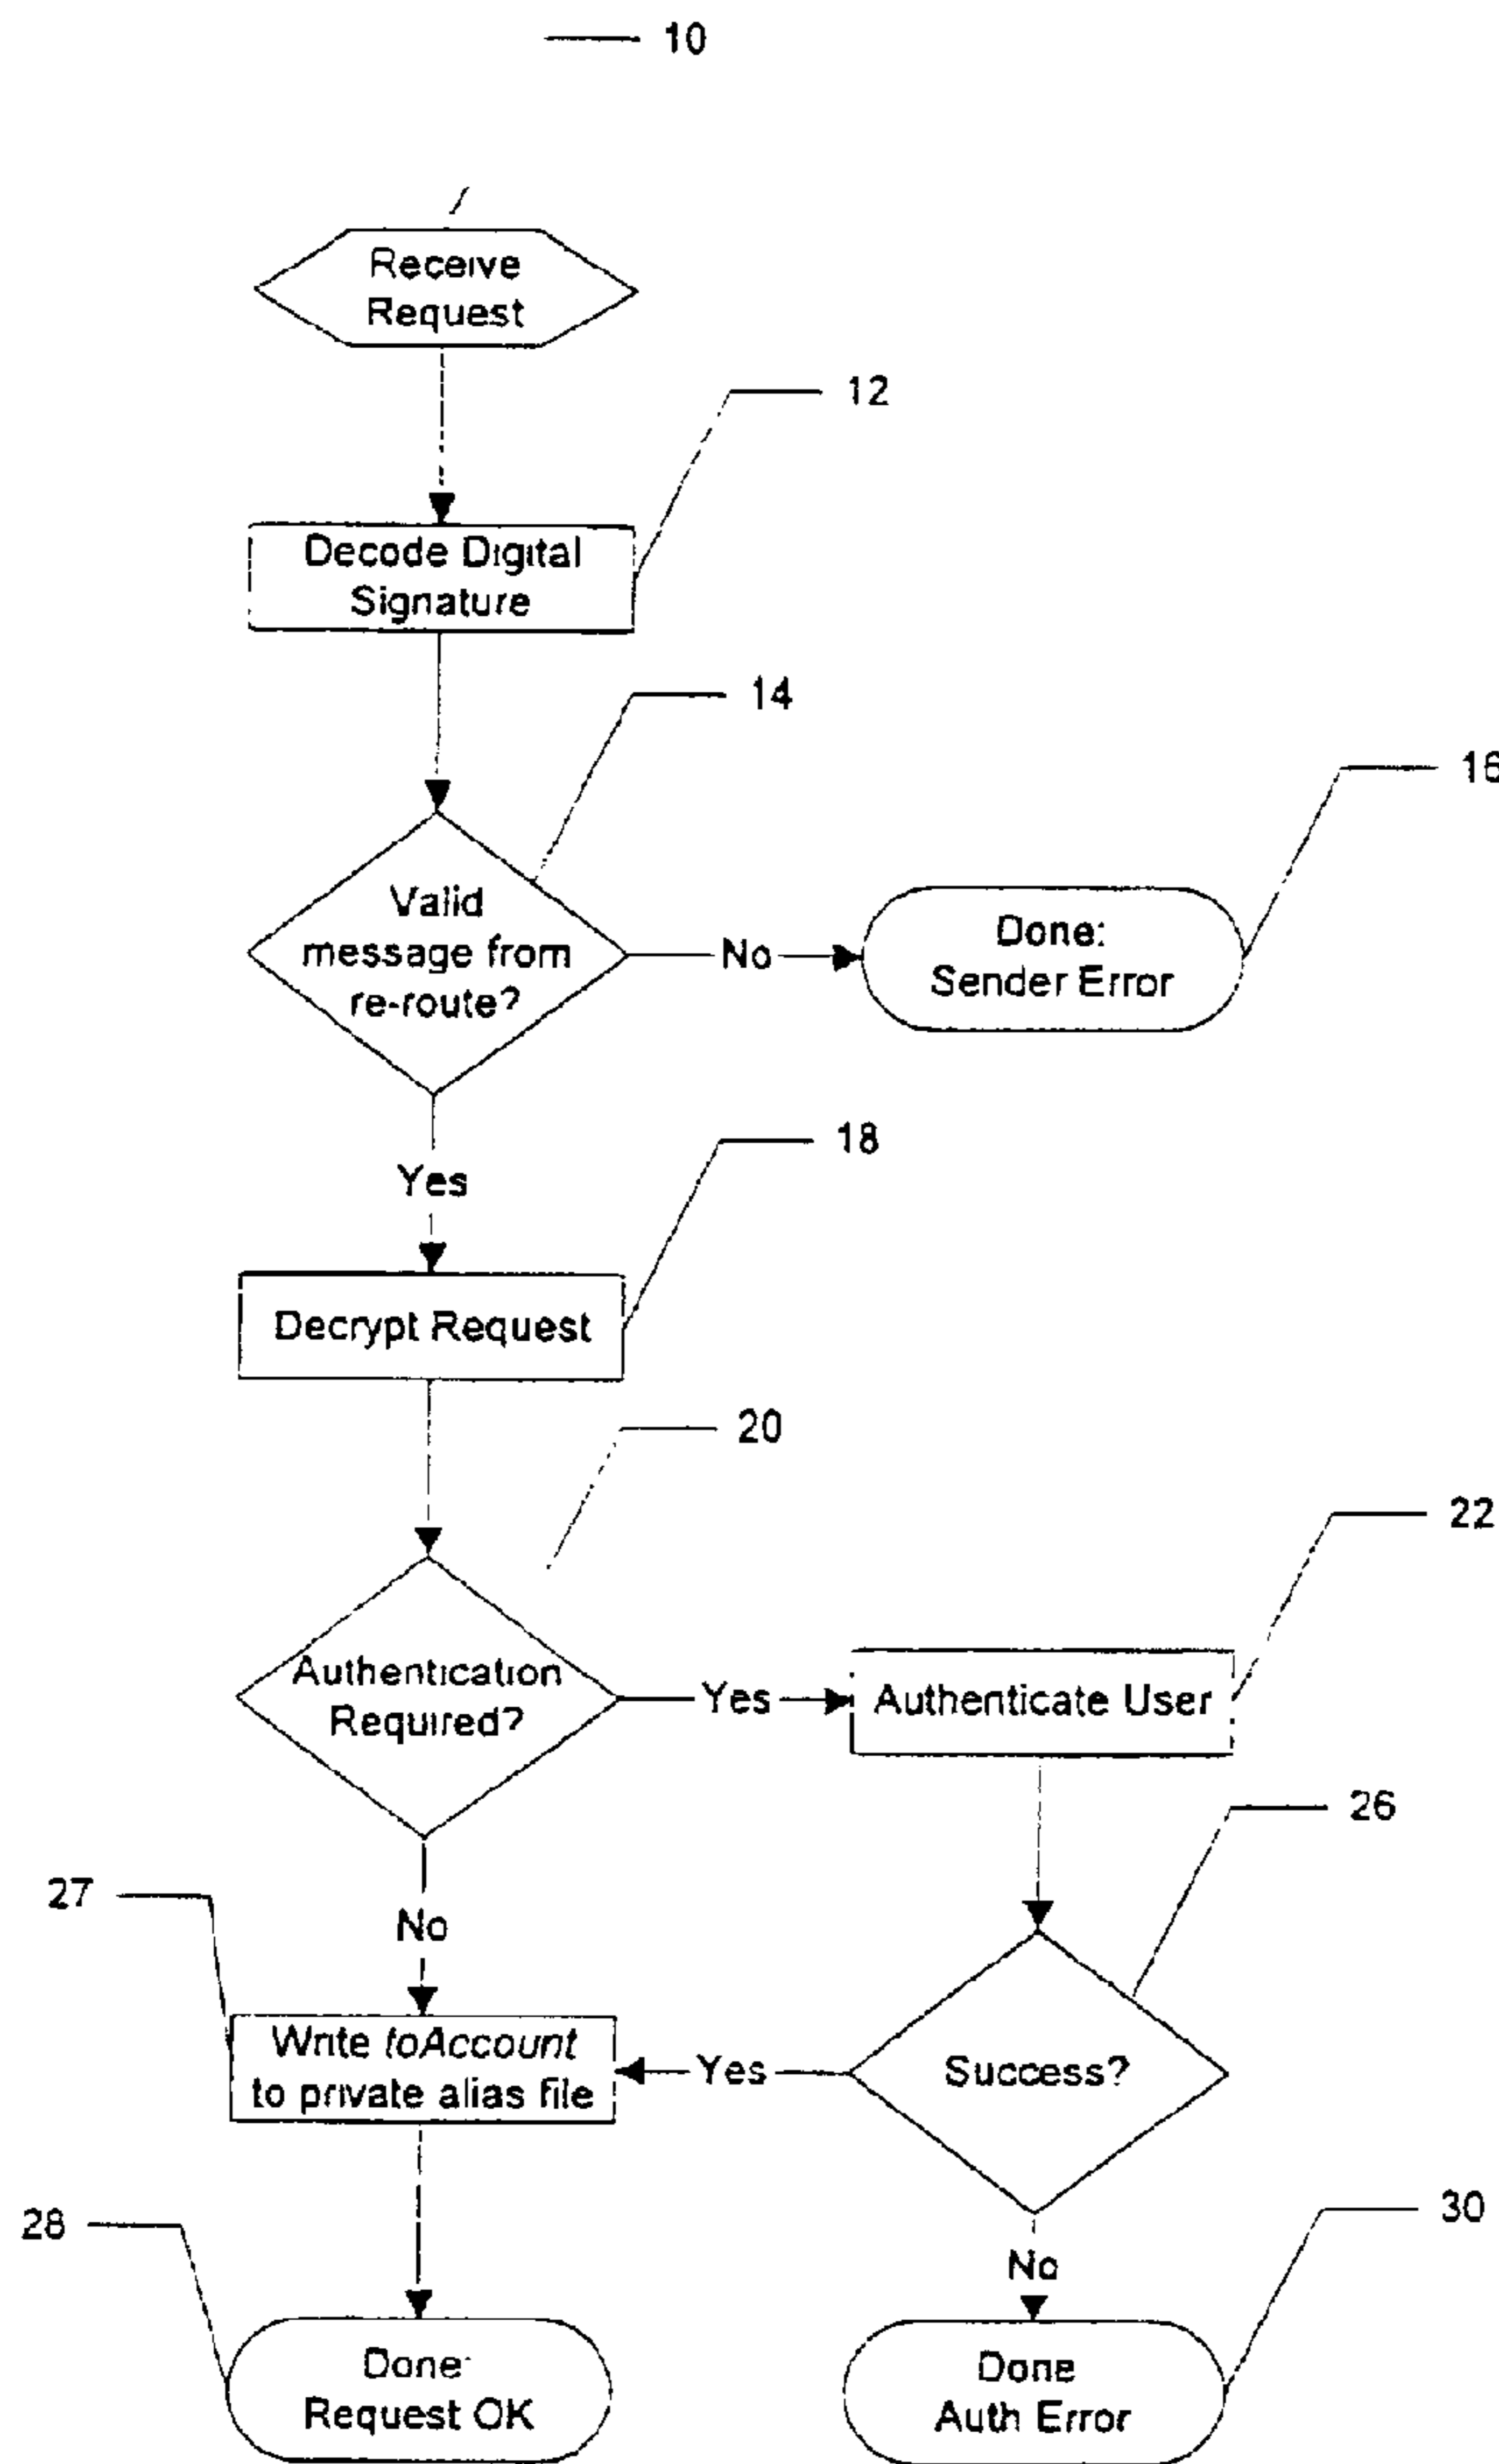 10
Receive
Request
12
Decode Digital
Signature
14
16
Valid
message from
re-route?
No
Done:
Sender Error
Yes
18
Decrypt Request
20
22
Authentication
Required?
Yes
Authenticate User
26
27
No
Write toAccount
to private alias file
Yes
Success?
28
30
No
Done
Request OK
Done
Auth Error